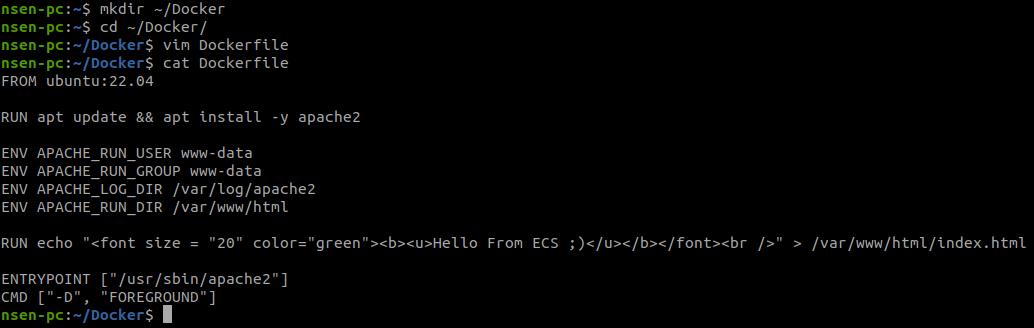 nsen-pc:~$ mkdir ~/Docker
nsen-pc:~$ cd ~/Docker/
nsen-pc:~/Docker$ vim Dockerfile
nsen-pc:~/Docker$ cat Dockerfile
FROM ubuntu:22.04

RUN apt update && apt install -y apache2

ENV APACHE_RUN_USER www-data
ENV APACHE_RUN_GROUP www-data
ENV APACHE_LOG_DIR /var/log/apache2
ENV APACHE_RUN_DIR /var/www/html

RUN echo "<font size = "20" color="green"><b><u>Hello From ECS ;)</u></b></font><br />" > /var/www/html/index.html

ENTRYPOINT ["/usr/sbin/apache2"]
CMD ["-D", "FOREGROUND"]
nsen-pc:~/Docker$